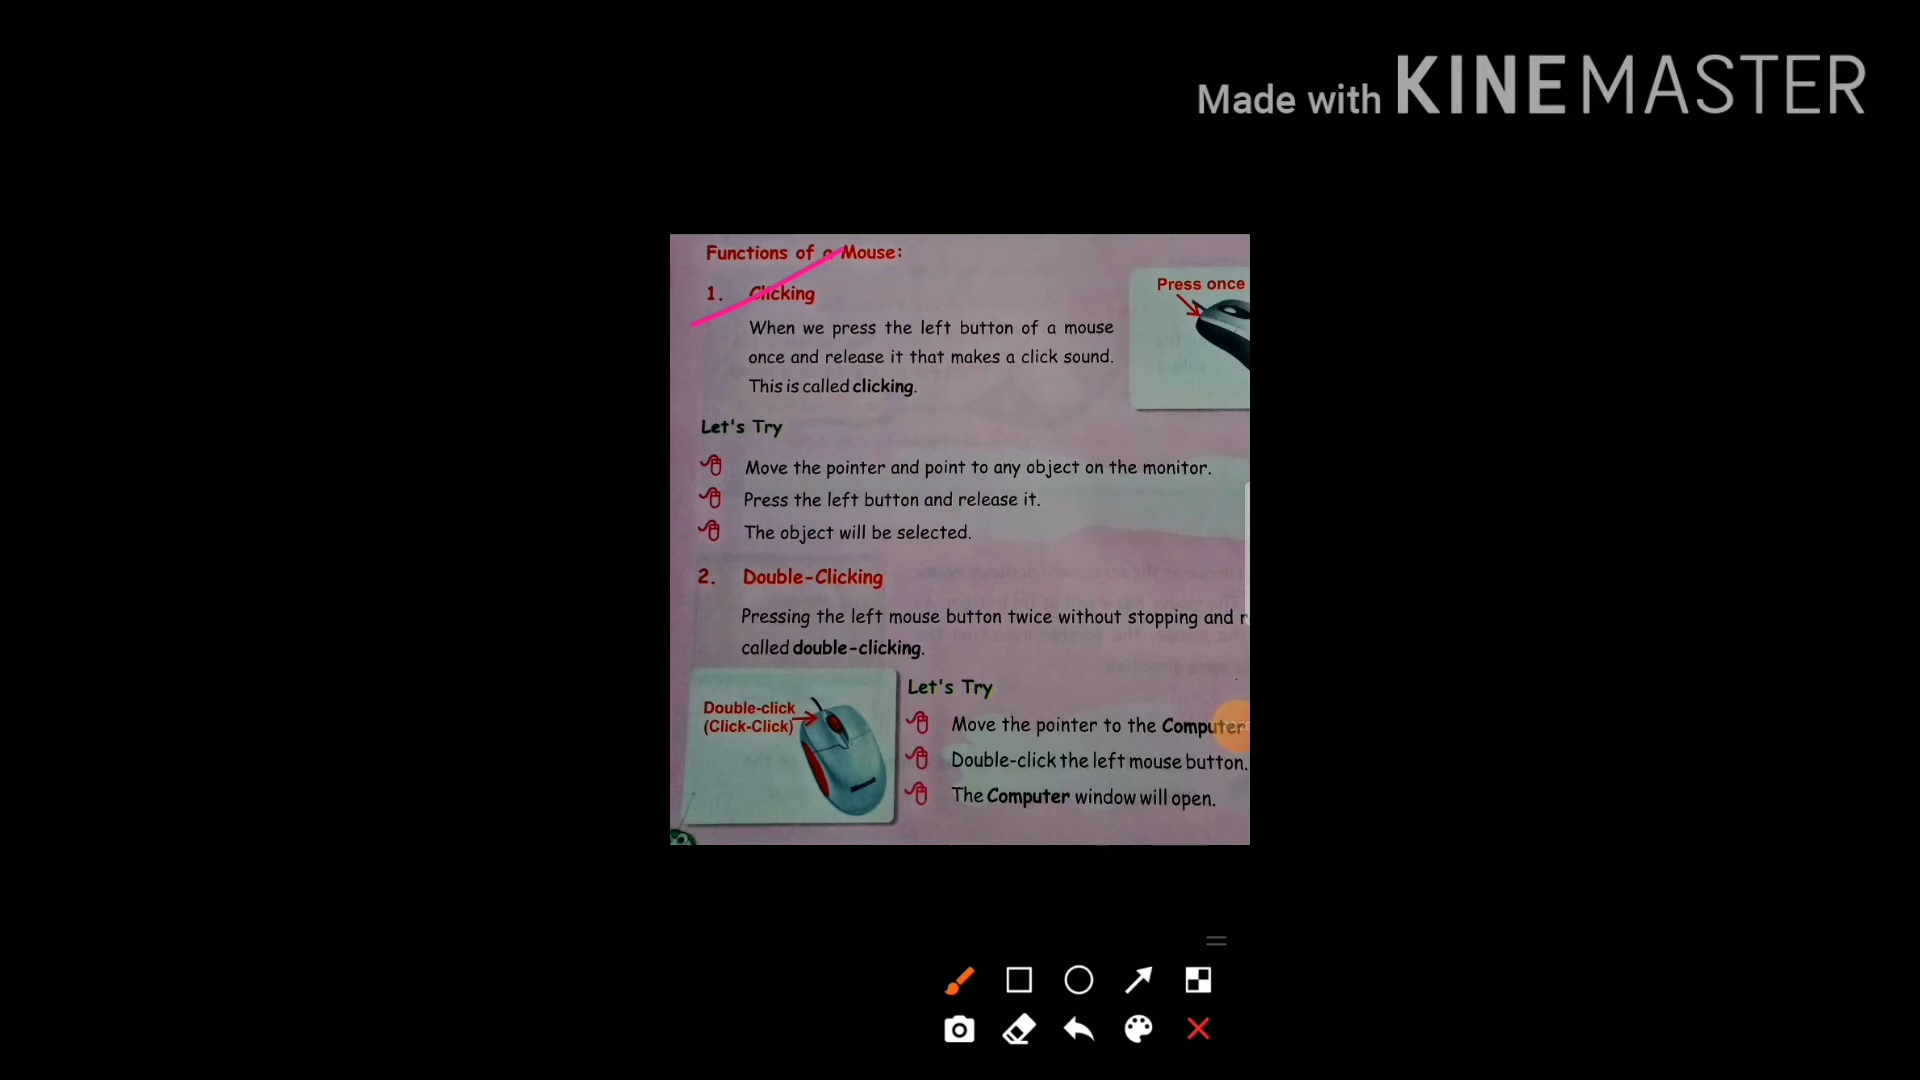 Made with KINEMASTER
Functions of a Mouse:
Press once
1. Clicking
When we press the left button of a mouse
once and release it that makes a click sound.
This is called clicking.
Let's Try
Move the pointer and point to any object on the monitor.
Press the left button and release it.
The object will be selected.
2. Double-Clicking
Pressing the left mouse button twice without stopping and
called double-clicking.
Double-click
(Click-Click)
Let's Try
Move the pointer to the Computer
Double-click the left mouse button.
The Computer window will open.